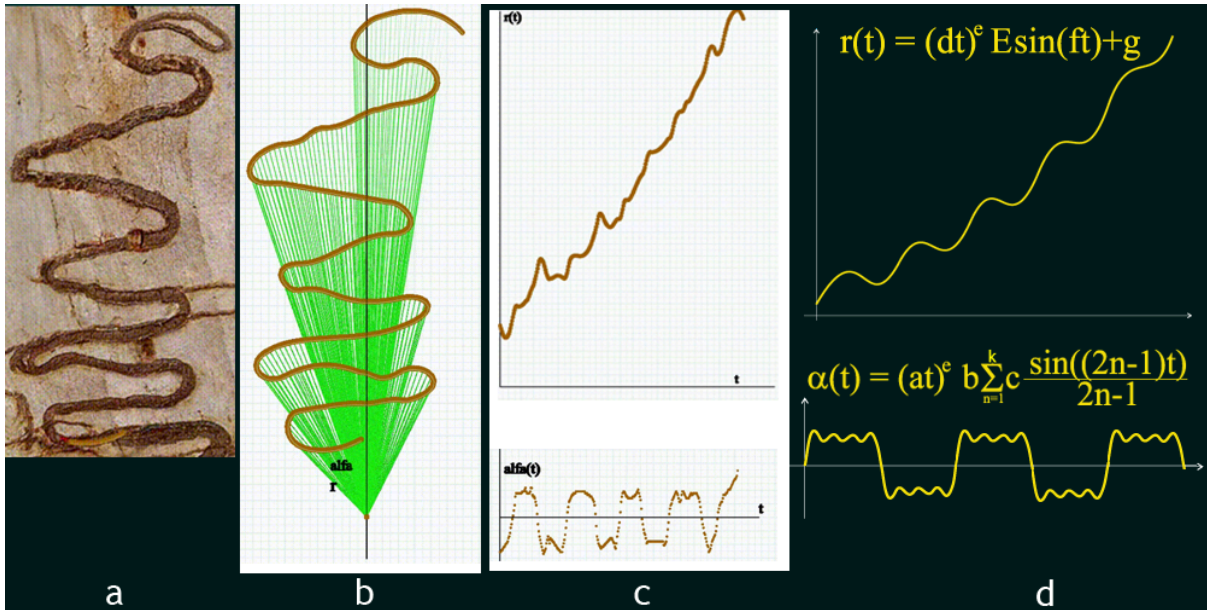 alfa
r
r(t)
t
alfa(t)
t
r(t) = (dt)^e Esin(ft)+g
α(t) = (at)^e b∑_{n=1}^{k} c sin((2n-1)t)/2n-1
a
b
c
d